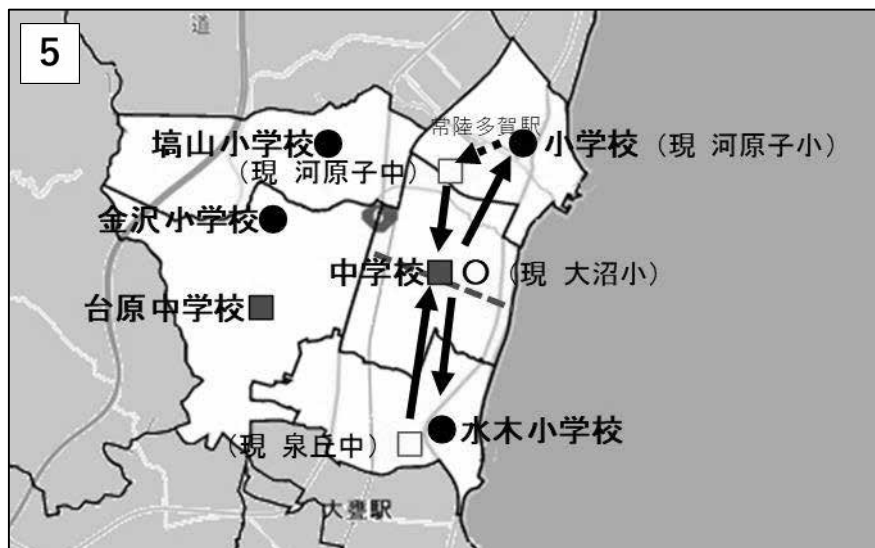 5
道
常陸多賀駅
塙山小学校
小学校 (現 河原子小)
(現 河原子中)
金沢小学校
中学校
(現 大沼小)
台原中学校
水木小学校
(現 泉丘中)
大甕駅